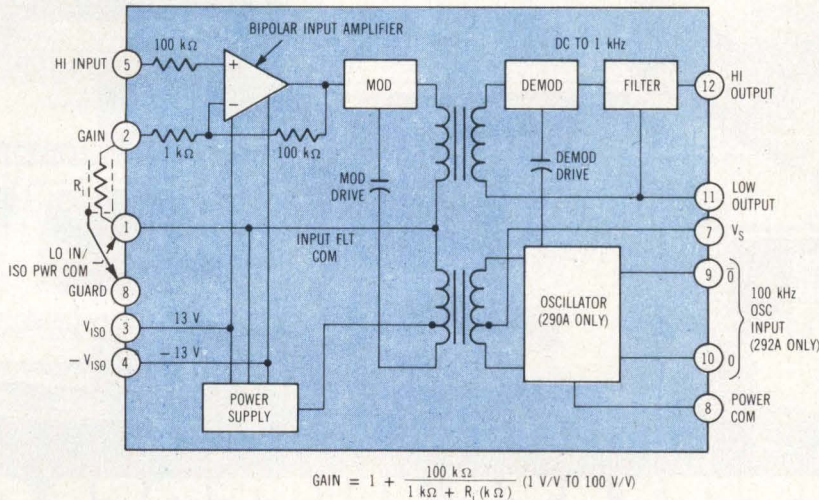 BIPOLAR INPUT AMPLIFIER
HI INPUT
5
100 kΩ
+
−
MOD
DC TO 1 kHz
DEMOD
FILTER
12
HI
OUTPUT
GAIN
2
1 kΩ
100 kΩ
MOD
DRIVE
DEMOD
DRIVE
Ri
11
LOW
OUTPUT
1
INPUT FLT
COM
7
VS
LO IN/
ISO PWR COM
GUARD
8
OSCILLATOR
(290A ONLY)
9
O̅
100 kHz
OSC
INPUT
(292A ONLY)
VISO
3
13 V
− VISO
4
− 13 V
10
O
POWER
SUPPLY
8
POWER
COM
GAIN = 1 + 100 kΩ / 1 kΩ + Ri (kΩ) (1 V/V TO 100 V/V)